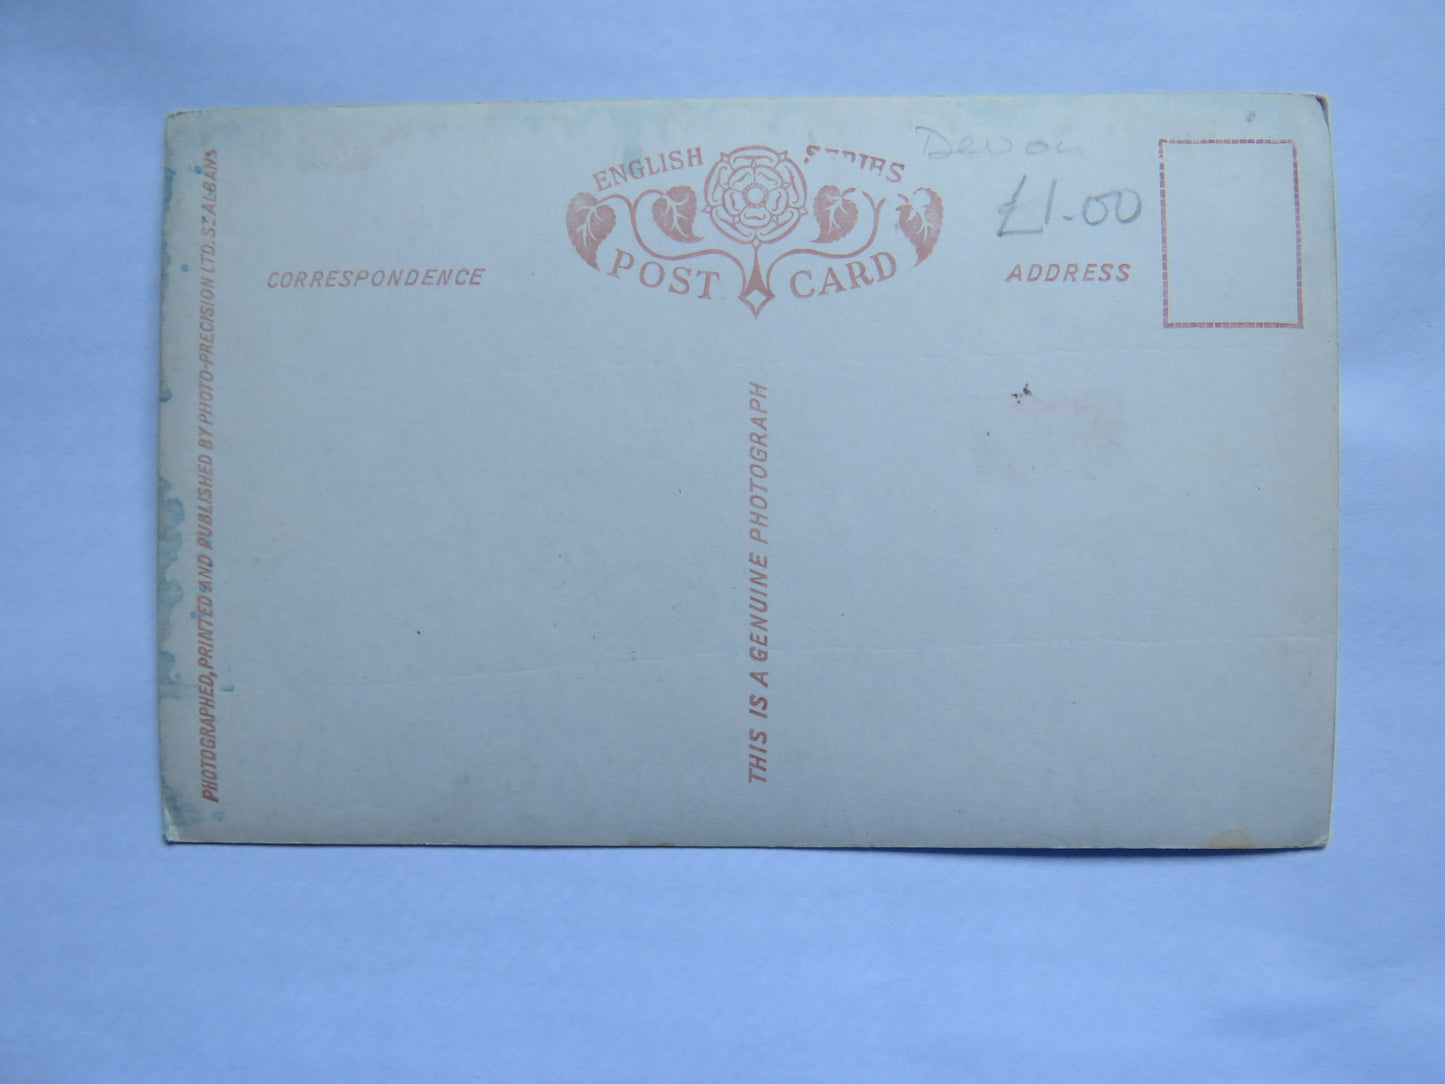 PHOTOGRAPHED, PRINTED AND PUBLISHED BY PHOTO-PRECISION LTD. ST. ALBANS
ENGLISH SERIES
POST CARD
Devon
£1.00
CORRESPONDENCE
ADDRESS
THIS IS A GENUINE PHOTOGRAPH